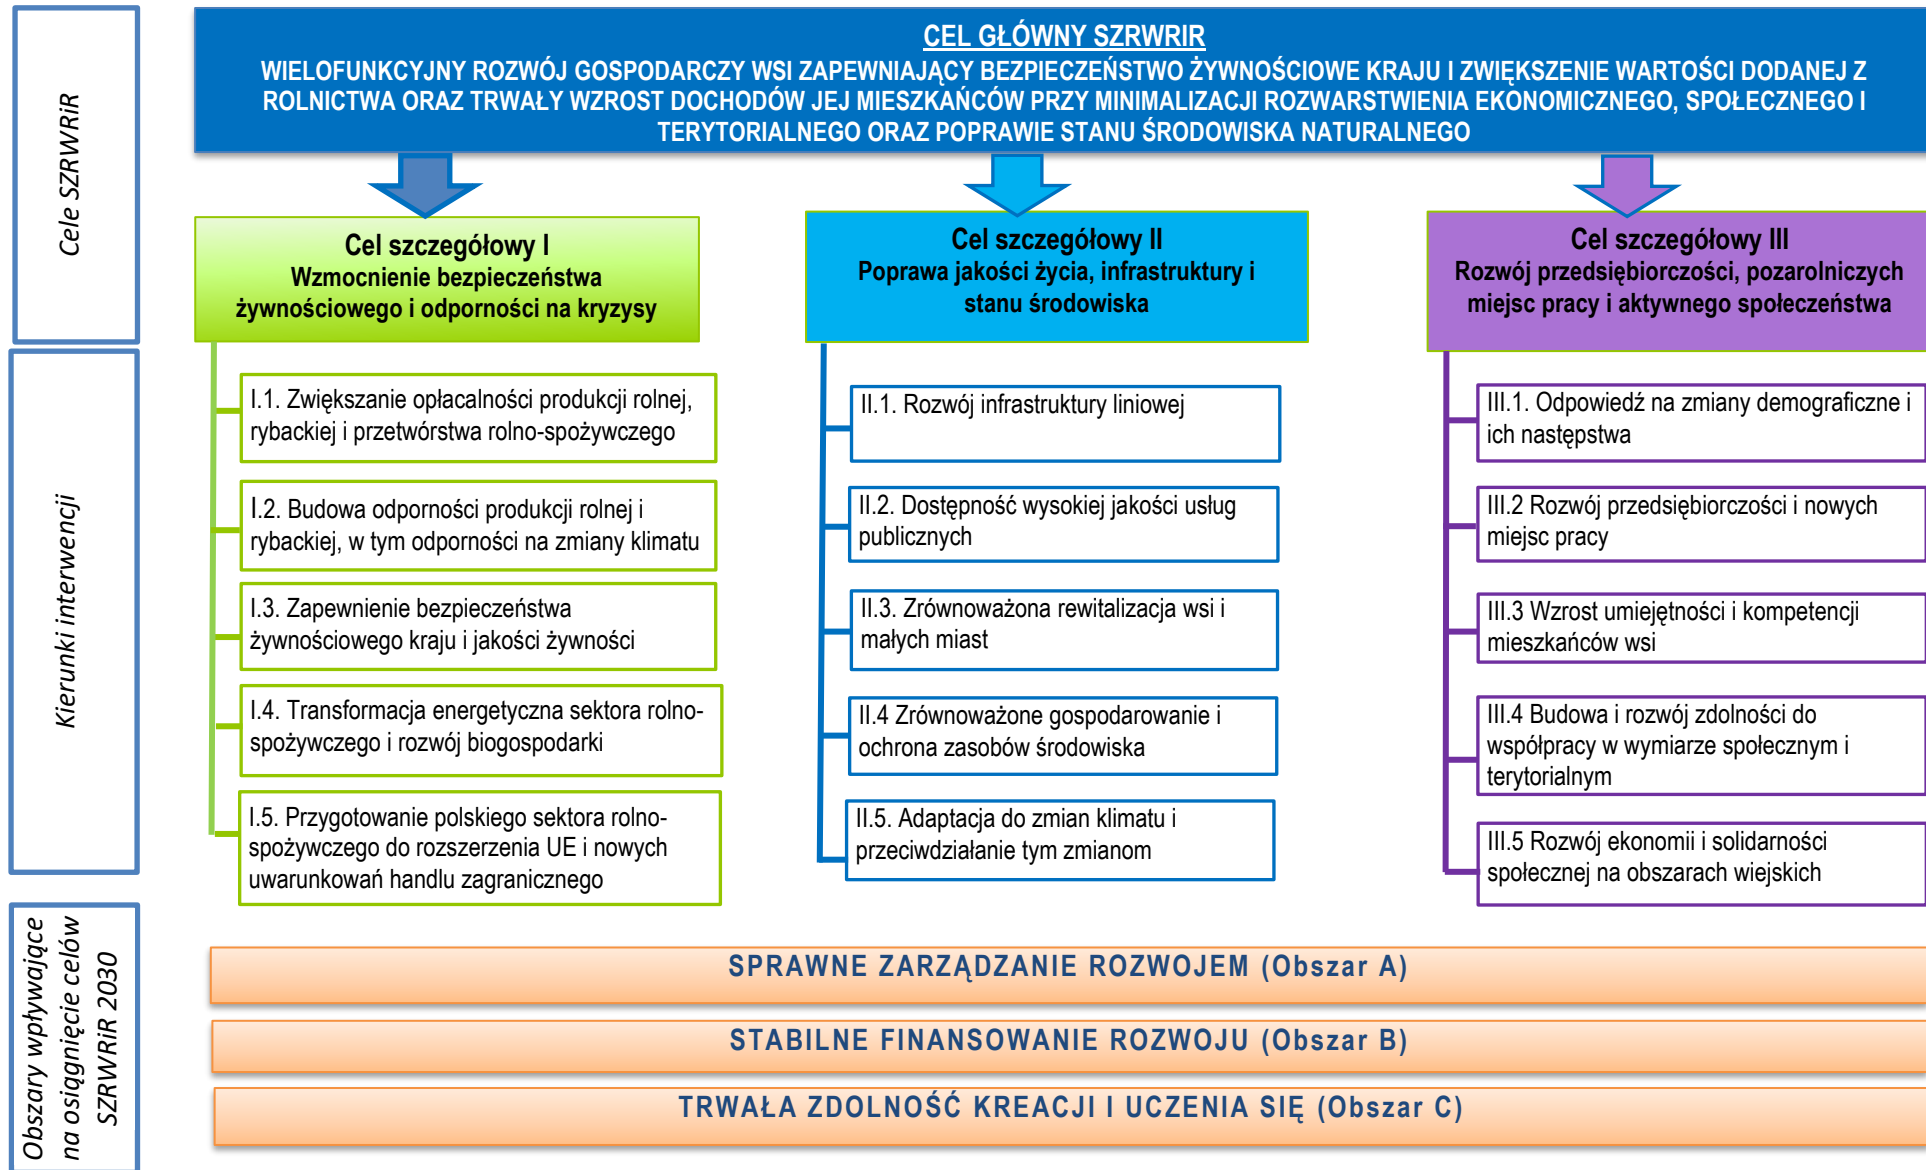 Cele SZRWRiR
CEL GŁÓWNY SZRWRIR
WIELOFUNKCYJNY ROZWÓJ GOSPODARCZY WSI ZAPEWNIAJĄCY BEZPIECZEŃSTWO ŻYWNOŚCIOWE KRAJU I ZWIĘKSZENIE WARTOŚCI DODANEJ Z
ROLNICTWA ORAZ TRWAŁY WZROST DOCHODÓW JEJ MIESZKAŃCÓW PRZY MINIMALIZACJI ROZWARSTWIENIA EKONOMICZNEGO, SPOŁECZNEGO I
TERYTORIALNEGO ORAZ POPRAWIE STANU ŚRODOWISKA NATURALNEGO
Cel szczegółowy I
Wzmocnienie bezpieczeństwa
żywnościowego i odporności na kryzysy
Cel szczegółowy II
Poprawa jakości życia, infrastruktury i
stanu środowiska
Cel szczegółowy III
Rozwój przedsiębiorczości, pozarolniczych
miejsc pracy i aktywnego społeczeństwa
Kierunki interwencji
I.1. Zwiększanie opłacalności produkcji rolnej,
rybackiej i przetwórstwa rolno-spożywczego
I.2. Budowa odporności produkcji rolnej i
rybackiej, w tym odporności na zmiany klimatu
I.3. Zapewnienie bezpieczeństwa
żywnościowego kraju i jakości żywności
I.4. Transformacja energetyczna sektora rolno-
spożywczego i rozwój biogospodarki
I.5. Przygotowanie polskiego sektora rolno-
spożywczego do rozszerzenia UE i nowych
uwarunkowań handlu zagranicznego
II.1. Rozwój infrastruktury liniowej
II.2. Dostępność wysokiej jakości usług
publicznych
II.3. Zrównoważona rewitalizacja wsi i
małych miast
II.4 Zrównoważone gospodarowanie i
ochrona zasobów środowiska
II.5. Adaptacja do zmian klimatu i
przeciwdziałanie tym zmianom
III.1. Odpowiedź na zmiany demograficzne i
ich następstwa
III.2 Rozwój przedsiębiorczości i nowych
miejsc pracy
III.3 Wzrost umiejętności i kompetencji
mieszkańców wsi
III.4 Budowa i rozwój zdolności do
współpracy w wymiarze społecznym i
terytorialnym
III.5 Rozwój ekonomii i solidarności
społecznej na obszarach wiejskich
Obszary wpływające
na osiągnięcie celów
SZRWRiR 2030
SPRAWNE ZARZĄDZANIE ROZWOJEM (Obszar A)
STABILNE FINANSOWANIE ROZWOJU (Obszar B)
TRWAŁA ZDOLNOŚĆ KREACJI I UCZENIA SIĘ (Obszar C)